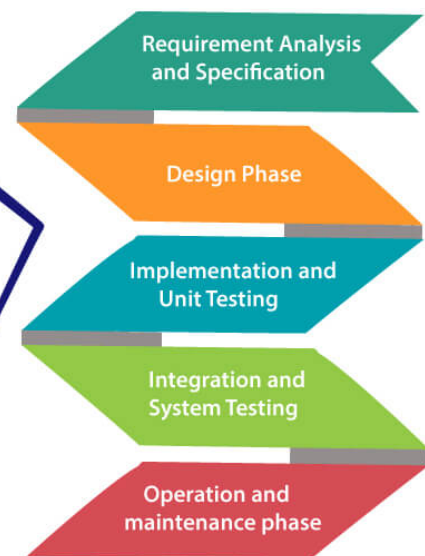 Requirement Analysis
and Specification
Design Phase
Implementation and
Unit Testing
Integration and
System Testing
Operation and
maintenance phase